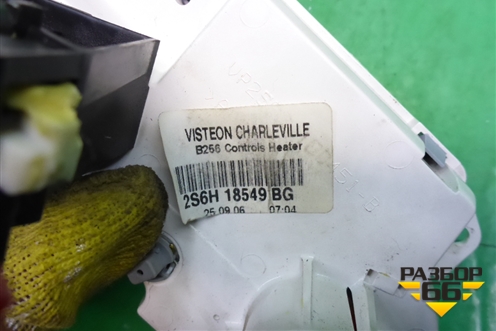 VISTEON CHARLEVILLE
B256 Controls Heater
2S6H 18549 BG
25.09.06 07:04
РАЗБОР
66